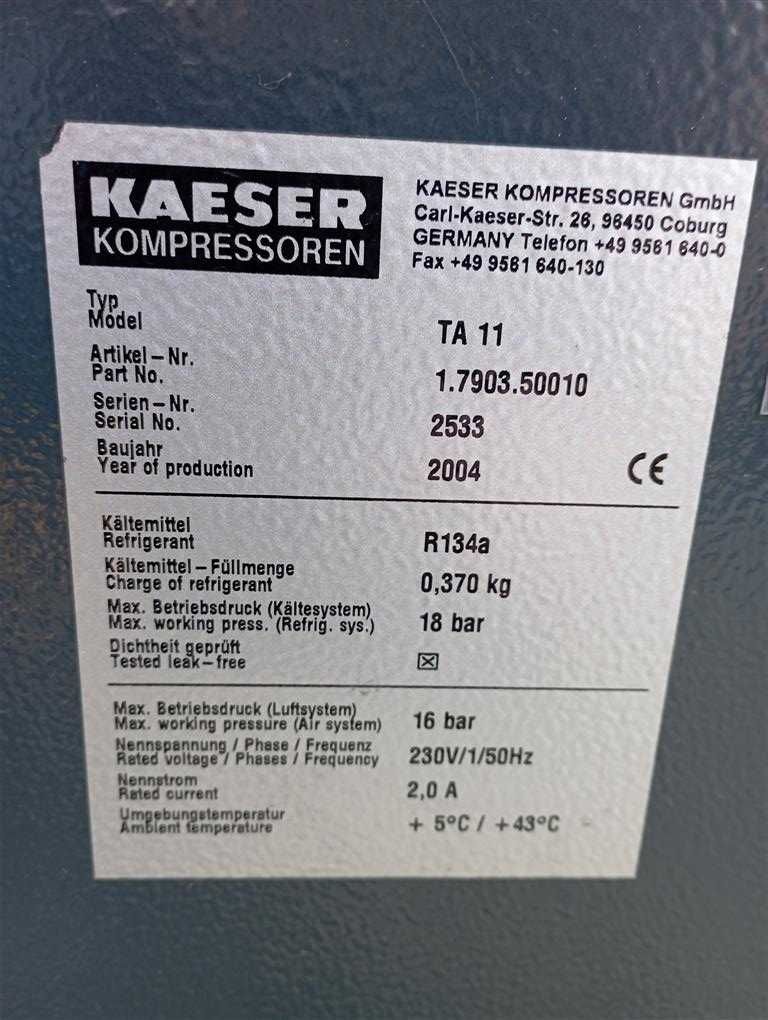 KAESER
KOMPRESSOREN
KAESER KOMPRESSOREN GmbH
Carl-Kaeser-Str. 26, 96450 Coburg
GERMANY Telefon +49 9561 640-0
Fax +49 9561 640-130
Typ
Model
TA 11
Artikel-Nr.
Part No.
1.7903.50010
Serien-Nr.
Serial No.
2533
Baujahr
Year of production
2004
CE
Kältemittel
Refrigerant
R134a
Kältemittel-Füllmenge
Charge of refrigerant
0,370 kg
Max. Betriebsdruck (Kältesystem)
Max. working press. (Refrig. sys.)
18 bar
Dichtheit geprüft
Tested leak-free
☒
Max. Betriebsdruck (Luftsystem)
Max. working pressure (Air system)
16 bar
Nennspannung / Phase / Frequenz
Rated voltage / Phases / Frequency
230V/1/50Hz
Nennstrom
Rated current
2,0 A
Umgebungstemperatur
Ambient temperature
+ 5°C / +43°C